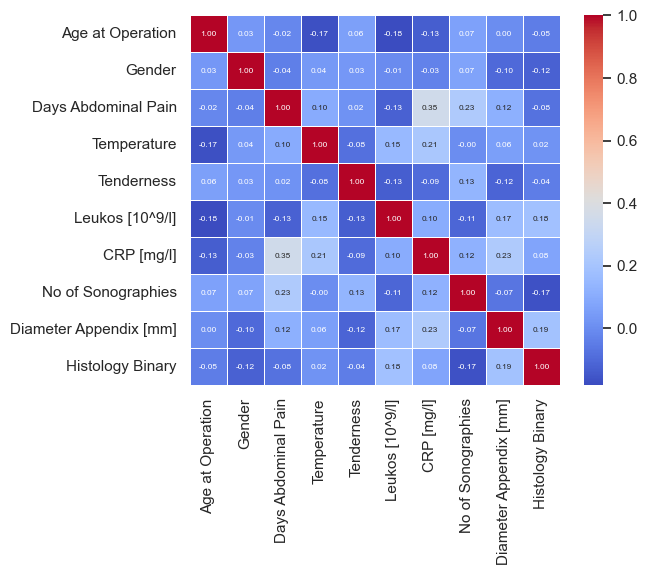 1.0
Age at Operation 1.00 0.03 -0.02 -0.17 0.06 -0.18 -0.13 0.07 0.00 -0.05
Gender 0.03 1.00 -0.04 0.04 0.03 -0.01 -0.03 0.07 -0.10 -0.12
0.8
Days Abdominal Pain -0.02 -0.04 1.00 0.10 0.02 -0.13 0.35 0.23 0.12 -0.08
0.6
Temperature -0.17 0.04 0.10 1.00 -0.08 0.15 0.21 -0.00 0.06 0.02
Tenderness 0.06 0.03 0.02 -0.08 1.00 -0.13 -0.09 0.13 -0.12 -0.04
0.4
Leukos [10^9/l] -0.18 -0.01 -0.13 0.15 -0.13 1.00 0.10 -0.11 0.17 0.18
CRP [mg/l] -0.13 -0.03 0.35 0.21 -0.09 0.10 1.00 0.12 0.23 0.08
0.2
No of Sonographies 0.07 0.07 0.23 -0.00 0.13 -0.11 0.12 1.00 -0.07 -0.17
Diameter Appendix [mm] 0.00 -0.10 0.12 0.06 -0.12 0.17 0.23 -0.07 1.00 0.19
0.0
Histology Binary -0.05 -0.12 -0.08 0.02 -0.04 0.18 0.08 -0.17 0.19 1.00
Age at Operation
Gender
Days Abdominal Pain
Temperature
Tenderness
Leukos [10^9/l]
CRP [mg/l]
No of Sonographies
Diameter Appendix [mm]
Histology Binary